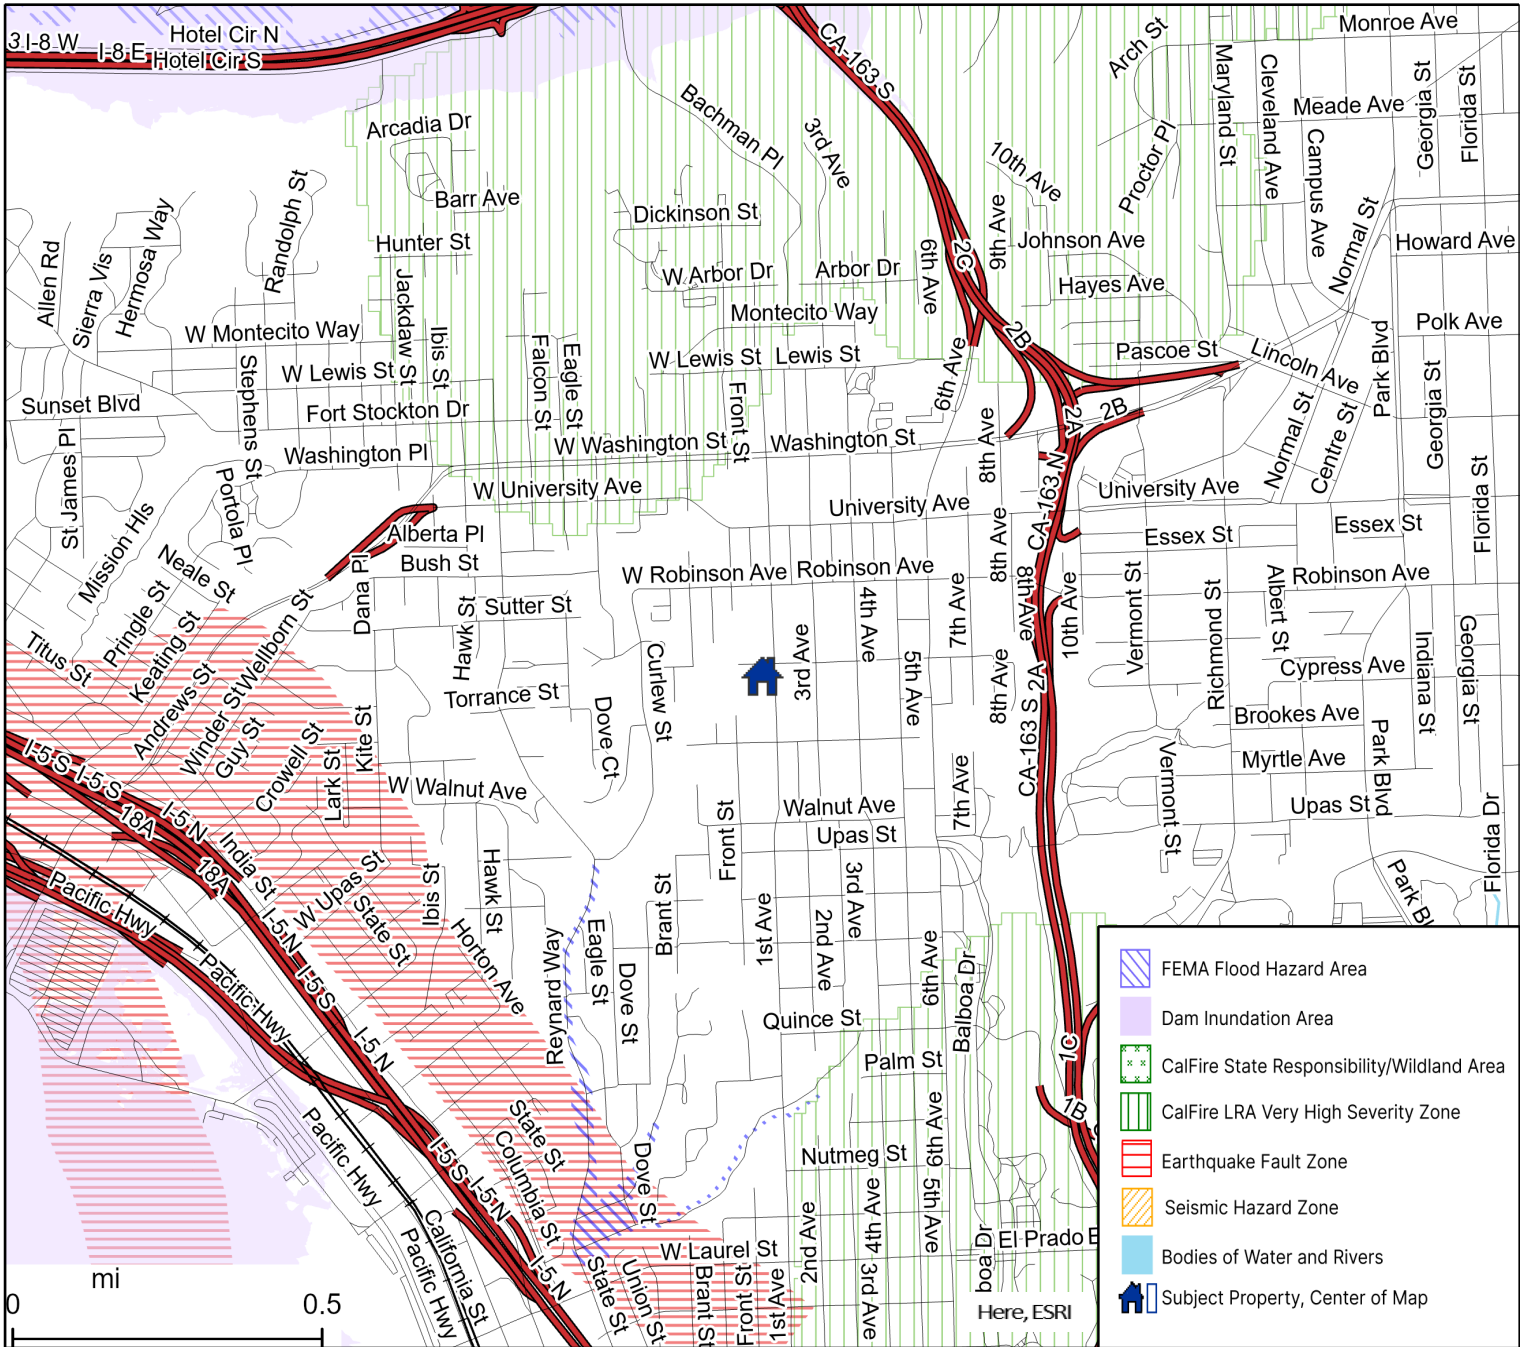 Hotel Cir N
3 I-8 W
I-8 E
Hotel Cir S
CA-163 S
Arch St
Monroe Ave
Maryland St
Cleveland Ave
Georgia St
Florida St
Meade Ave
Bachman Pl
3rd Ave
Arcadia Dr
Proctor Pl
Campus Ave
10th Ave
Randolph St
Barr Ave
Dickinson St
Hermosa Way
Hunter St
9th Ave
Johnson Ave
Normal St
Howard Ave
Allen Rd
Sierra Vis
6th Ave
2C
W Arbor Dr
Arbor Dr
Hayes Ave
Jackdaw St
W Montecito Way
Montecito Way
Ibis St
Falcon St
Eagle St
2B
Polk Ave
Park Blvd
W Lewis St
W Lewis St
Lewis St
Pascoe St
Lincoln Ave
Stephens St
6th Ave
Georgia St
Sunset Blvd
Fort Stockton Dr
Front St
2A
2B
Normal St
Centre St
W Washington St
Washington St
8th Ave
St James Pl
Washington Pl
CA-163 N
Portola Pl
W University Ave
University Ave
University Ave
Florida St
Mission Hls
Alberta Pl
8th Ave
Essex St
Essex St
Neale St
Bush St
Dana Pl
W Robinson Ave
Robinson Ave
Robinson Ave
Pringle St
Keating St
Wellborn St
Hawk St
Sutter St
4th Ave
7th Ave
8th Ave
10th Ave
Vermont St
Richmond St
Albert St
Titus St
Curlew St
3rd Ave
5th Ave
Indiana St
Georgia St
Cypress Ave
Andrews St
Winder St
Torrance St
Dove Ct
8th Ave
2A
CA-163 S
Guy St
Kite St
Brookes Ave
Park Blvd
I-5 S
I-5 S
Crowell St
Lark St
Vermont St
Myrtle Ave
W Walnut Ave
Walnut Ave
7th Ave
Upas St
Upas St
18A
I-5 N
India St
18A
Front St
Florida Dr
W Upas St
Ibis St
Hawk St
Brant St
3rd Ave
Park Bl
Pacific Hwy
State St
I-5 N
Horton Ave
1st Ave
2nd Ave
6th Ave
Eagle St
Reynard Way
Dove St
Balboa Dr
Pacific Hwy
I-5 S
Quince St
I-5 N
1C
Palm St
1B
Pacific Hwy
State St
Columbia St
6th Ave
I-5 S
I-5 N
Dove St
Nutmeg St
5th Ave
4th Ave
2nd Ave
California St
Pacific Hwy
W Laurel St
El Prado E
boa Dr
I-5 N
State St
Union St
Brant St
Front St
1st Ave
3rd Ave
mi
0
0.5
Here, ESRI
FEMA Flood Hazard Area
Dam Inundation Area
CalFire State Responsibility/Wildland Area
CalFire LRA Very High Severity Zone
Earthquake Fault Zone
Seismic Hazard Zone
Bodies of Water and Rivers
Subject Property, Center of Map